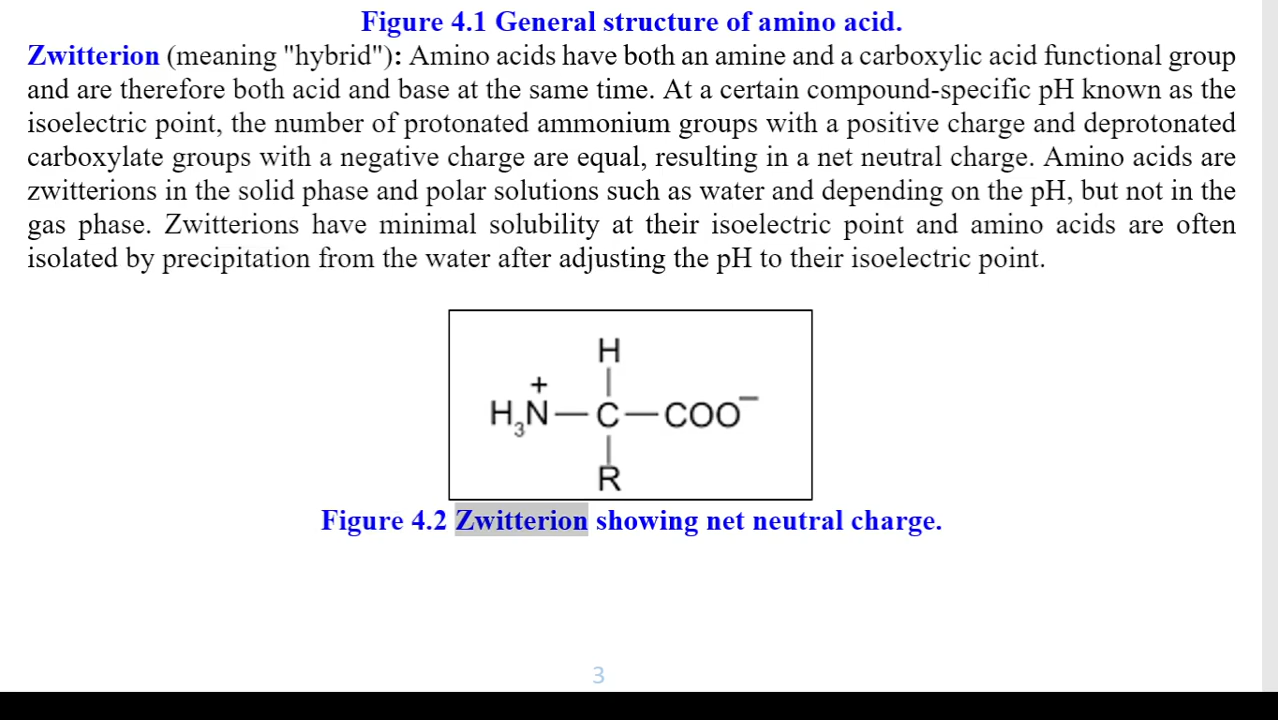 Figure 4.1 General structure of amino acid.
Zwitterion (meaning "hybrid"): Amino acids have both an amine and a carboxylic acid functional group
and are therefore both acid and base at the same time. At a certain compound-specific pH known as the
isoelectric point, the number of protonated ammonium groups with a positive charge and deprotonated
carboxylate groups with a negative charge are equal, resulting in a net neutral charge. Amino acids are
zwitterions in the solid phase and polar solutions such as water and depending on the pH, but not in the
gas phase. Zwitterions have minimal solubility at their isoelectric point and amino acids are often
isolated by precipitation from the water after adjusting the pH to their isoelectric point.
H
+
H₃N—C—COO⁻
R
Figure 4.2 Zwitterion showing net neutral charge.
3